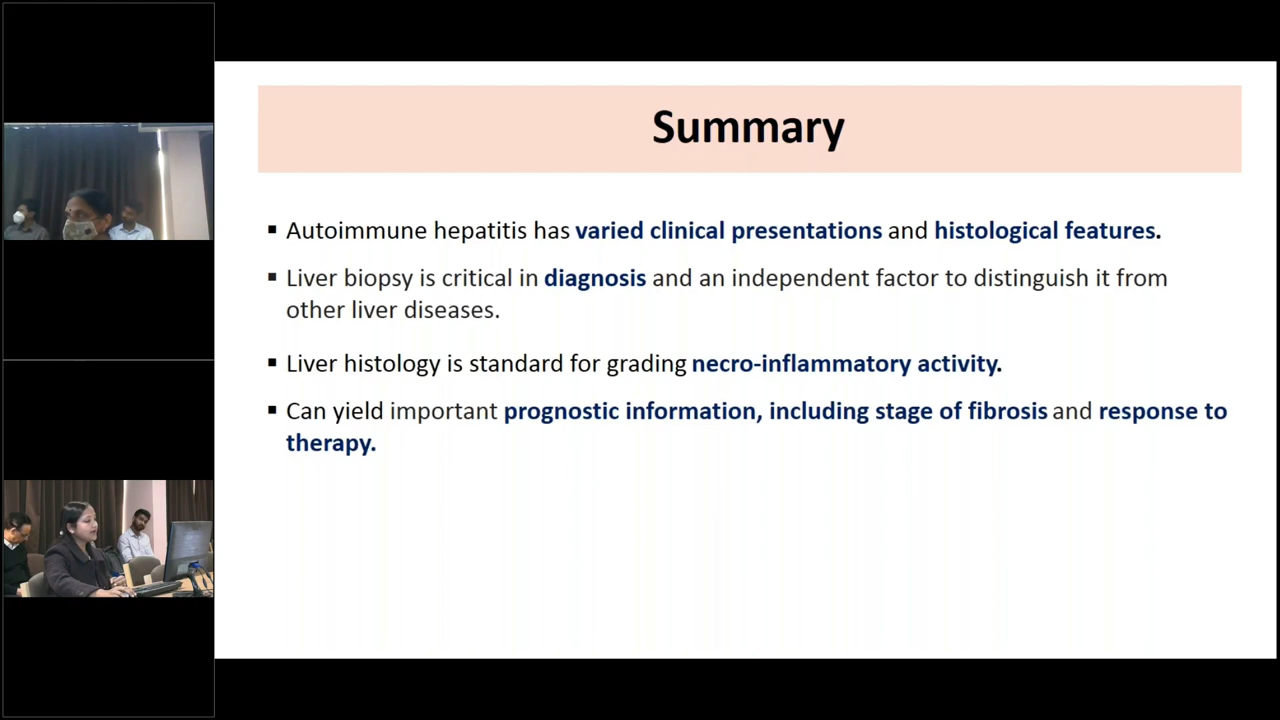 Summary
▪ Autoimmune hepatitis has varied clinical presentations and histological features.
▪ Liver biopsy is critical in diagnosis and an independent factor to distinguish it from
other liver diseases.
▪ Liver histology is standard for grading necro-inflammatory activity.
▪ Can yield important prognostic information, including stage of fibrosis and response to
therapy.